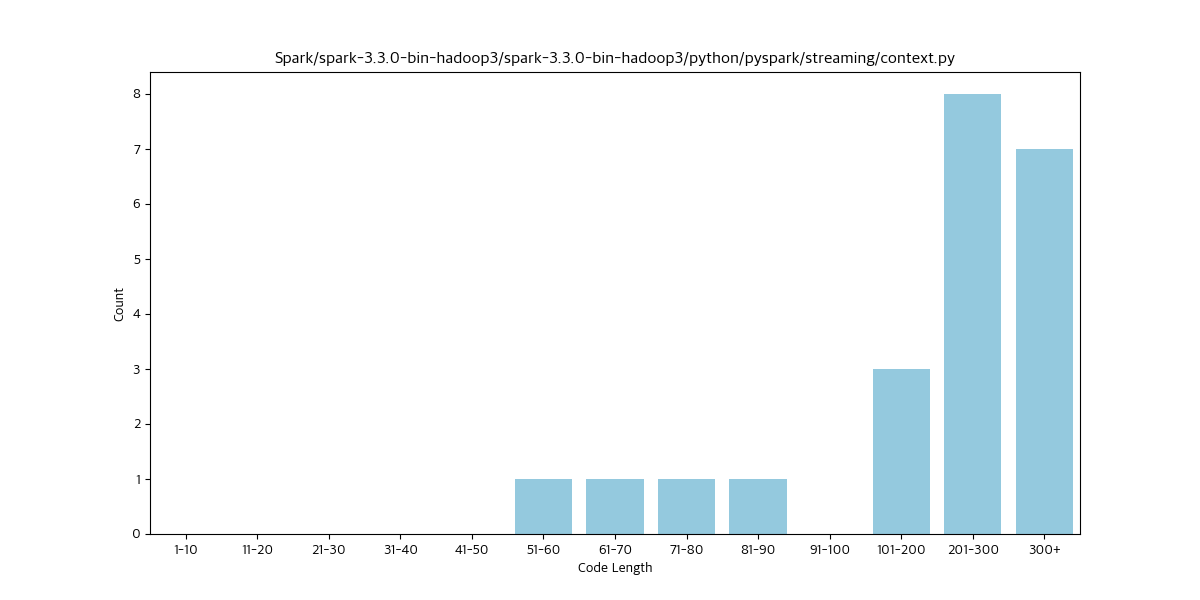 Spark/spark-3.3.0-bin-hadoop3/spark-3.3.0-bin-hadoop3/python/pyspark/streaming/context.py
8
7
6
5
4
3
2
1
0
Count
1-10 11-20 21-30 31-40 41-50 51-60 61-70 71-80 81-90 91-100 101-200 201-300 300+
Code Length